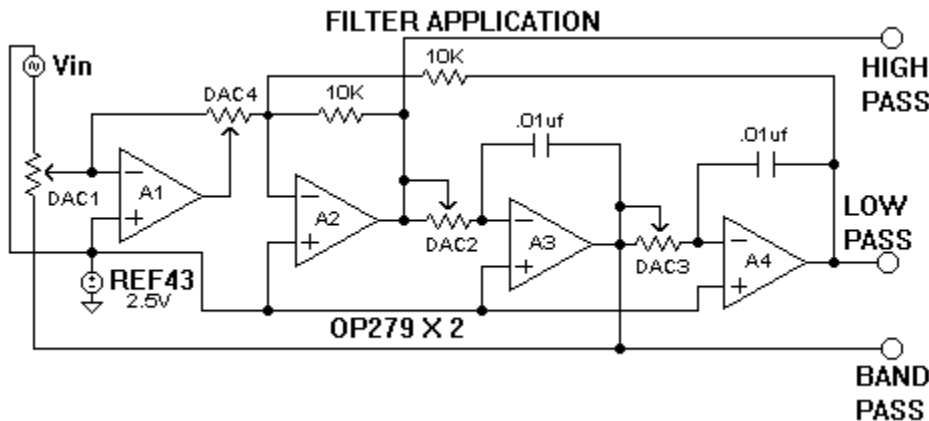 FILTER APPLICATION
Vin
10K
HIGH
PASS
DAC4
10K
.01uf
.01uf
DAC1
−
+
A1
−
+
A2
DAC2
−
+
A3
LOW
PASS
DAC3
−
+
A4
REF43
2.5V
OP279 X 2
BAND
PASS